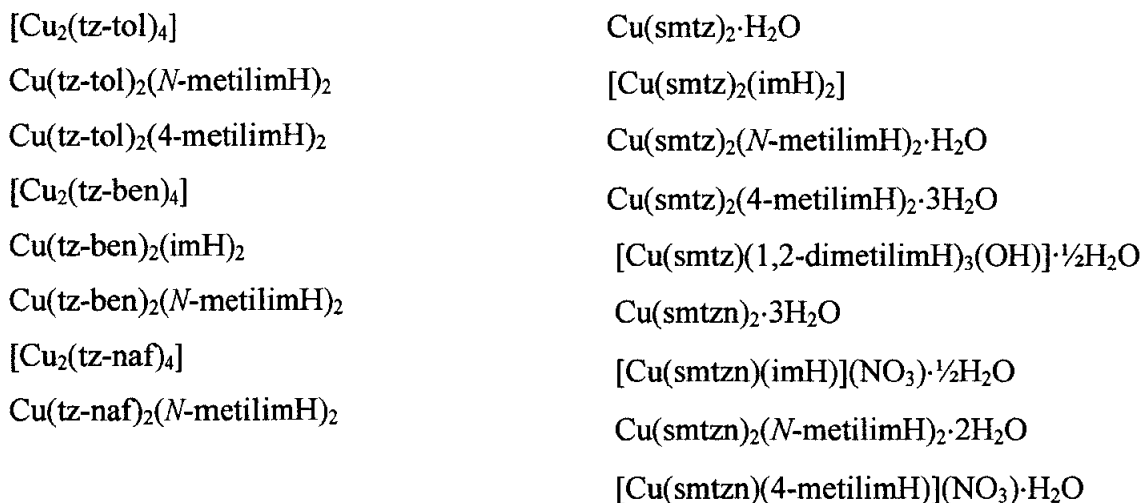 [Cu₂(tz-tol)₄]
Cu(tz-tol)₂(N-metilimH)₂
Cu(tz-tol)₂(4-metilimH)₂
[Cu₂(tz-ben)₄]
Cu(tz-ben)₂(imH)₂
Cu(tz-ben)₂(N-metilimH)₂
[Cu₂(tz-naf)₄]
Cu(tz-naf)₂(N-metilimH)₂
Cu(smtz)₂·H₂O
[Cu(smtz)₂(imH)₂]
Cu(smtz)₂(N-metilimH)₂·H₂O
Cu(smtz)₂(4-metilimH)₂·3H₂O
[Cu(smtz)(1,2-dimetilimH)₃(OH)]·½H₂O
Cu(smtzn)₂·3H₂O
[Cu(smtzn)(imH)](NO₃)·½H₂O
Cu(smtzn)₂(N-metilimH)₂·2H₂O
[Cu(smtzn)(4-metilimH)](NO₃)·H₂O